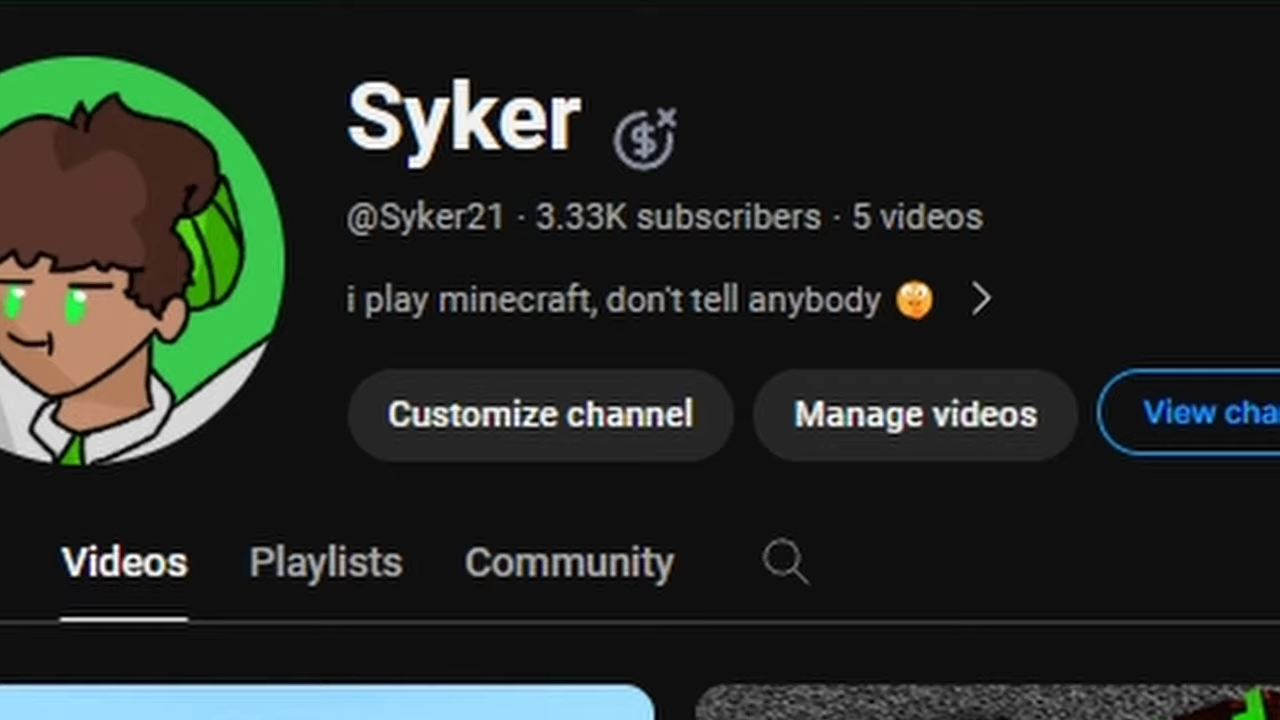 Syker
@Syker21 · 3.33K subscribers · 5 videos
i play minecraft, don't tell anybody
Customize channel
Manage videos
View cha
Videos
Playlists
Community